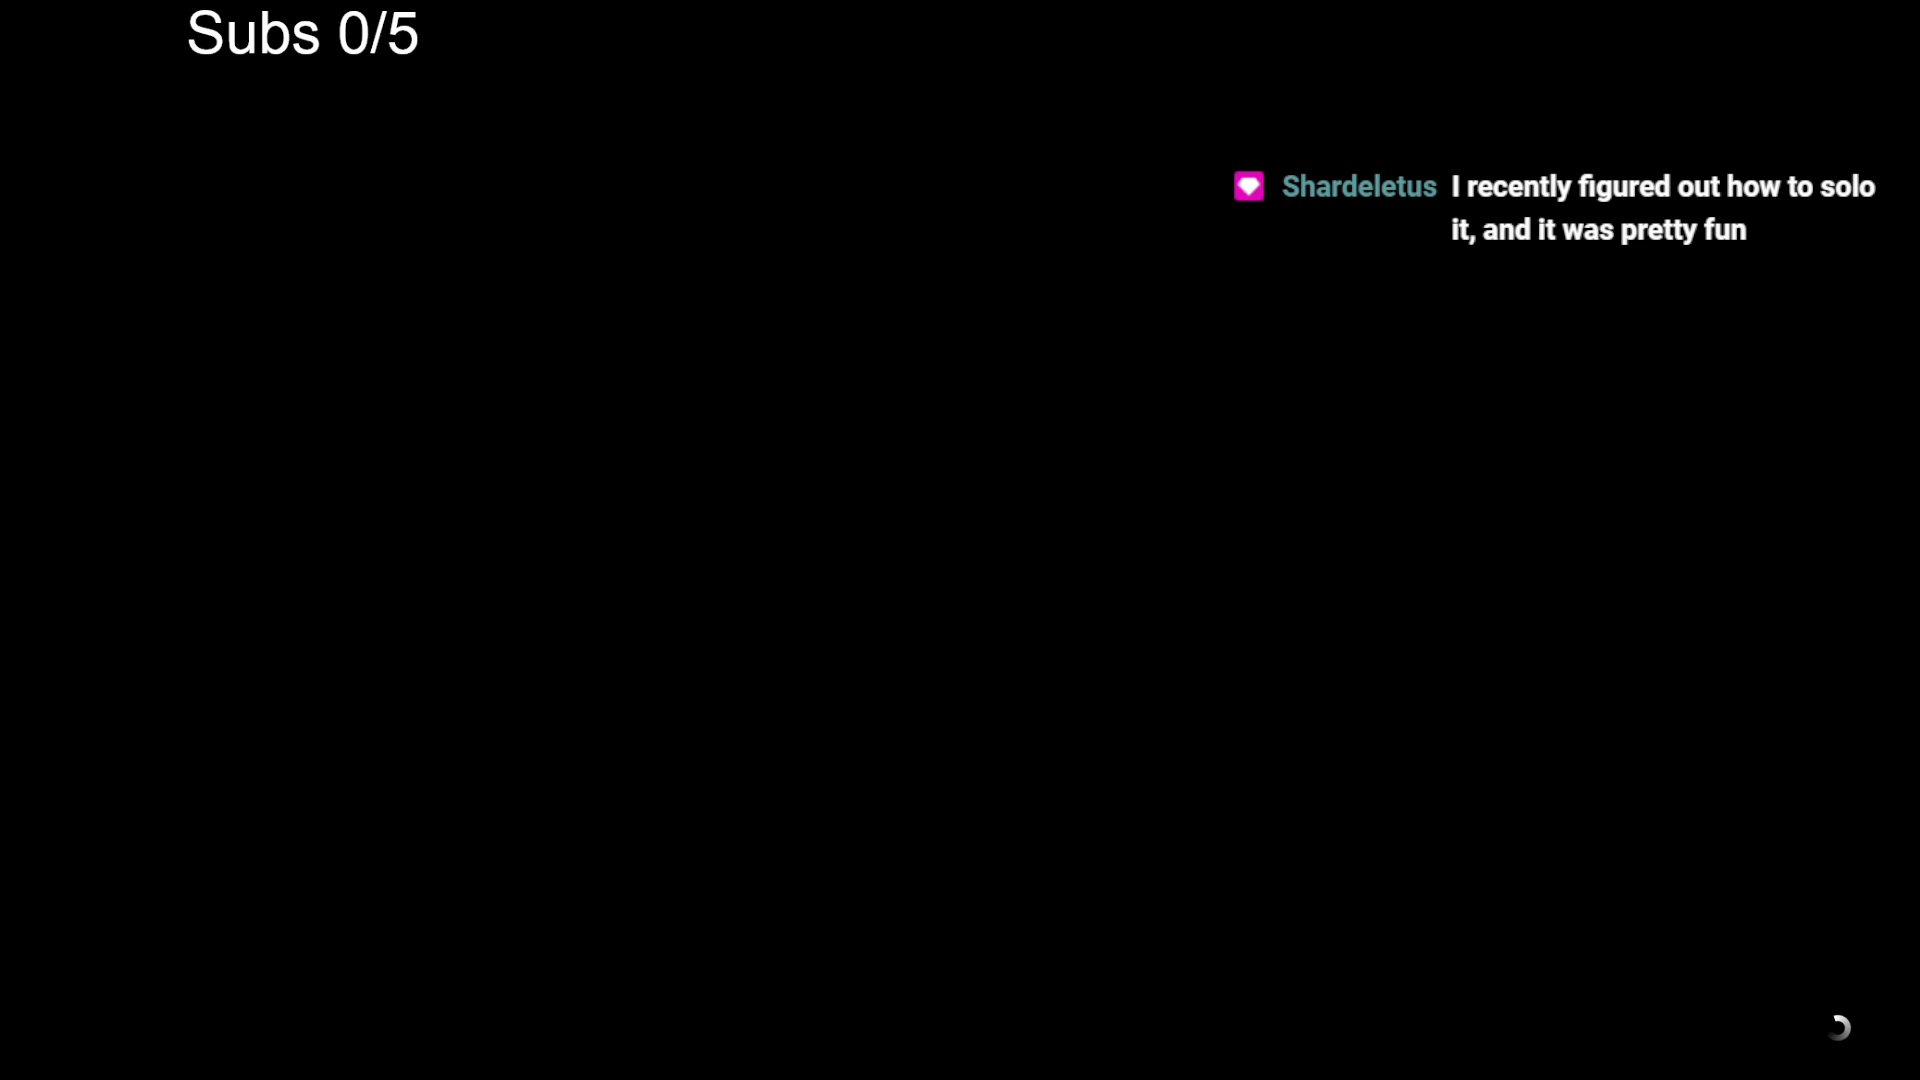 Subs 0/5
Shardeletus I recently figured out how to solo
it, and it was pretty fun